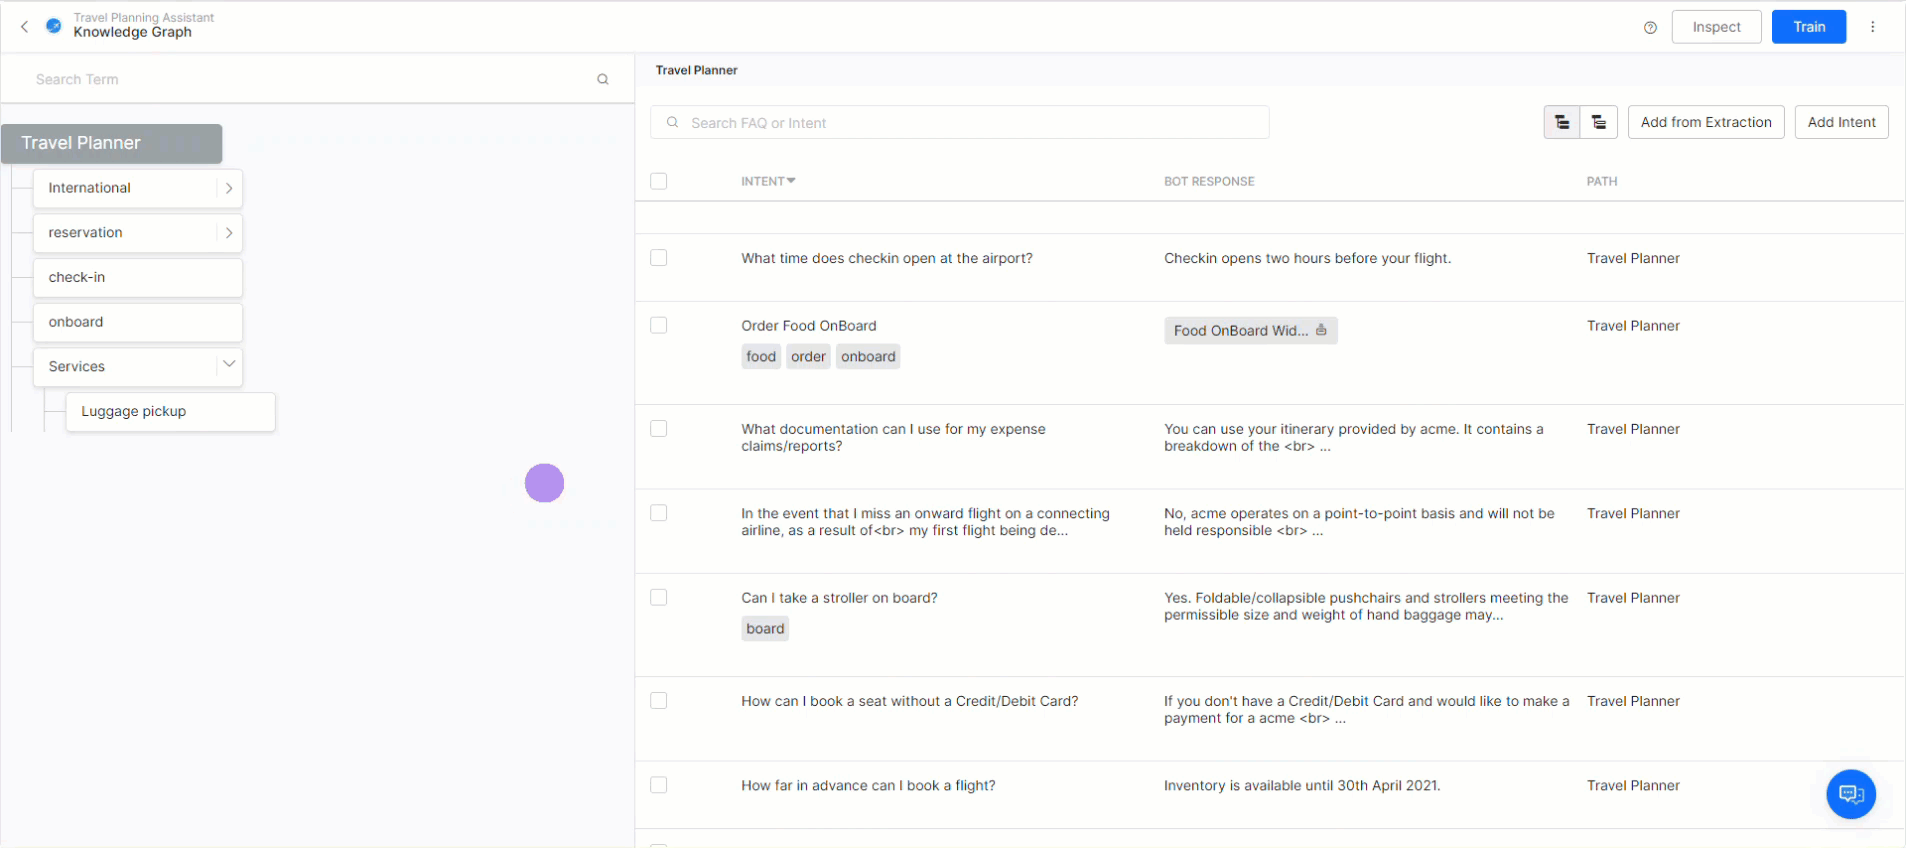 Travel Planning Assistant
Knowledge Graph
Inspect
Train
Search Term
Travel Planner
International
reservation
check-in
onboard
Services
Luggage pickup
Travel Planner
Search FAQ or Intent
Add from Extraction
Add Intent
INTENT
BOT RESPONSE
PATH
What time does checkin open at the airport?
Checkin opens two hours before your flight.
Travel Planner
Order Food OnBoard
food order onboard
Food OnBoard Wid...
Travel Planner
What documentation can I use for my expense
claims/reports?
You can use your itinerary provided by acme. It contains a
breakdown of the <br> ...
Travel Planner
In the event that I miss an onward flight on a connecting
airline, as a result of<br> my first flight being de...
No, acme operates on a point-to-point basis and will not be
held responsible <br> ...
Travel Planner
Can I take a stroller on board?
board
Yes. Foldable/collapsible pushchairs and strollers meeting the
permissible size and weight of hand baggage may...
Travel Planner
How can I book a seat without a Credit/Debit Card?
If you don't have a Credit/Debit Card and would like to make a
payment for a acme <br> ...
Travel Planner
How far in advance can I book a flight?
Inventory is available until 30th April 2021.
Travel Planner